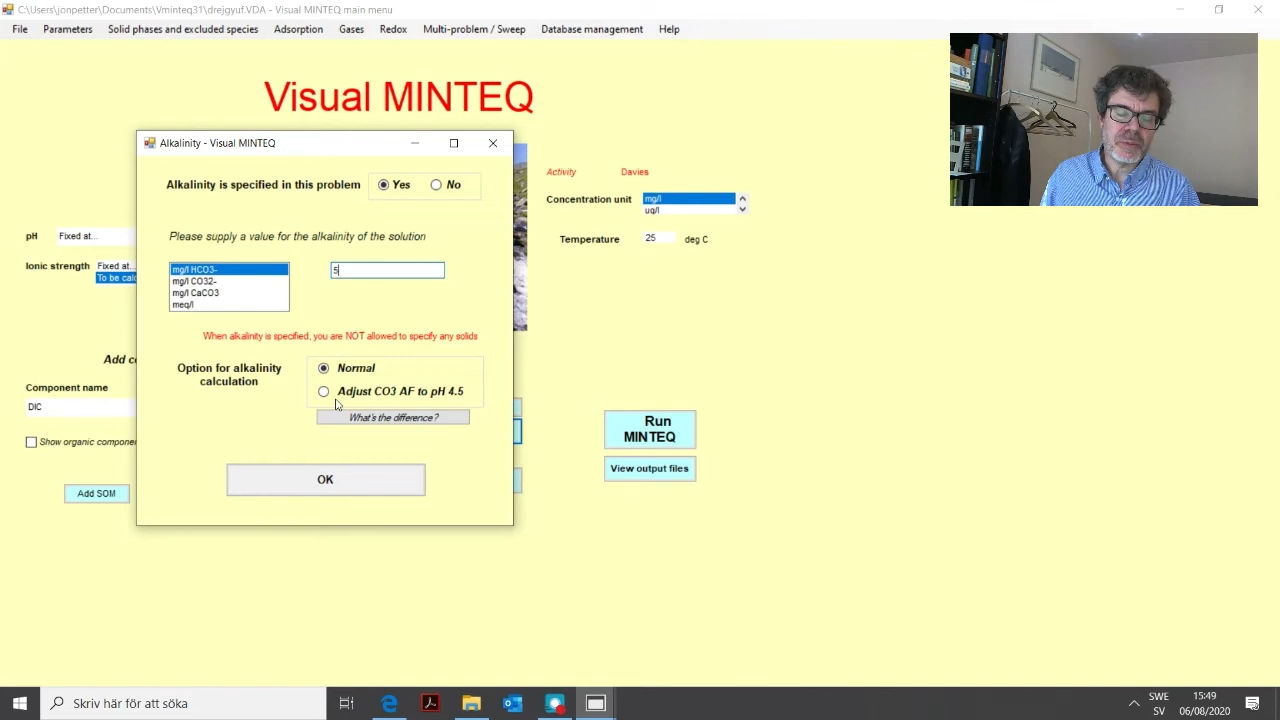 C:\Users\jonpetter\Documents\Vminteq31\drejgyuf.VDA - Visual MINTEQ main menu
File Parameters Solid phases and excluded species Adsorption Gases Redox Multi-problem / Sweep Database management Help
Visual MINTEQ
Alkalinity - Visual MINTEQ
Alkalinity is specified in this problem Yes No
Please supply a value for the alkalinity of the solution
mg/l HCO3-
mg/l CO32-
mg/l CaCO3
meq/l
5
When alkalinity is specified, you are NOT allowed to specify any solids
Option for alkalinity
calculation
Normal
Adjust CO3 AF to pH 4.5
What's the difference?
OK
Activity Davies
Concentration unit mg/l
ug/l
Temperature 25 deg C
pH Fixed at...
Ionic strength Fixed at...
To be calc
Add co
Component name
DIC
Show organic componen
Add SOM
Run
MINTEQ
View output files
Skriv här för att söka
SWE
SV
15:49
06/08/2020